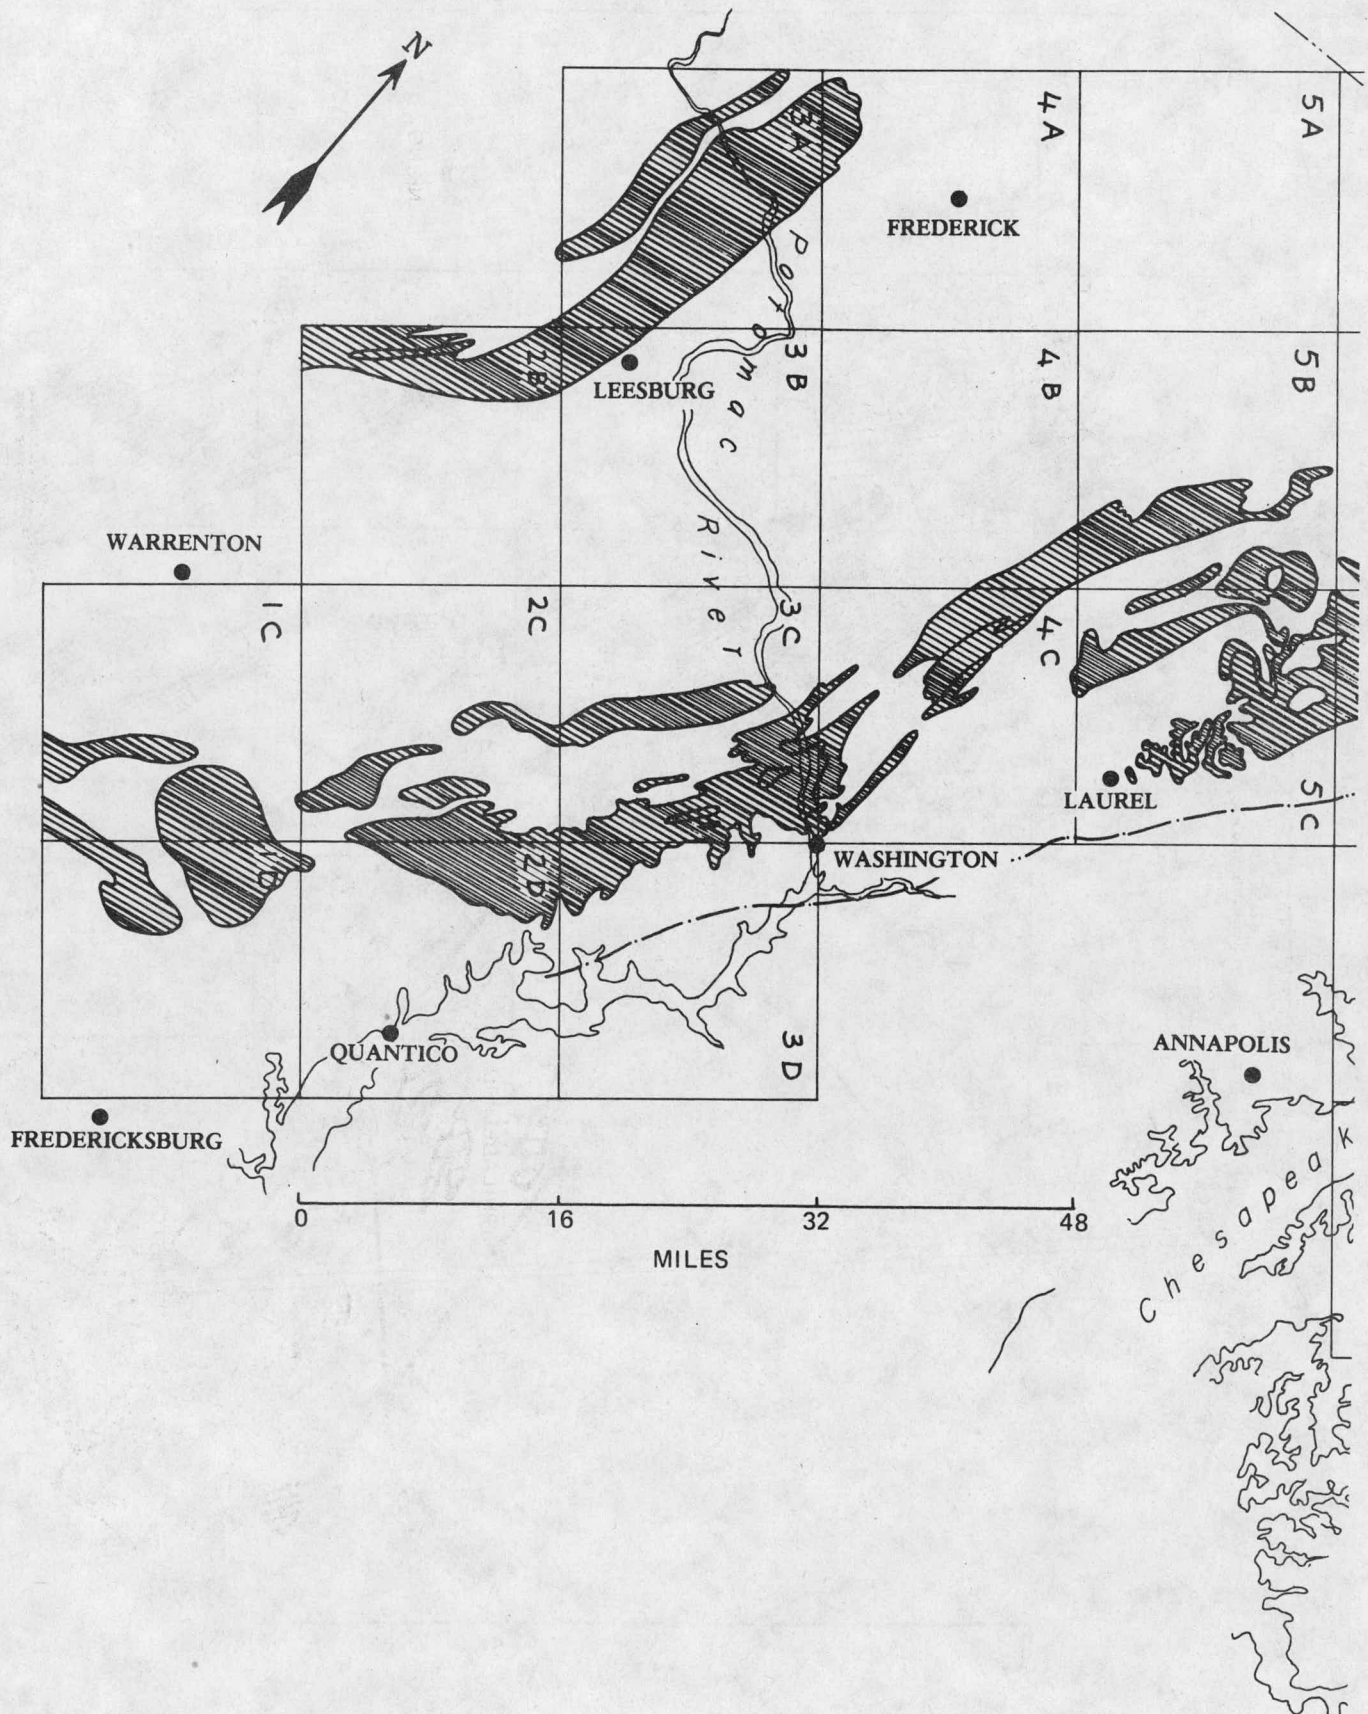 N
3A
4A
5A
FREDERICK
Potomac River
2B
3B
4B
5B
LEESBURG
WARRENTON
1C
2C
3C
4C
5C
LAUREL
1D
2D
WASHINGTON
3D
QUANTICO
ANNAPOLIS
FREDERICKSBURG
Chesapeak
0 16 32 48
MILES